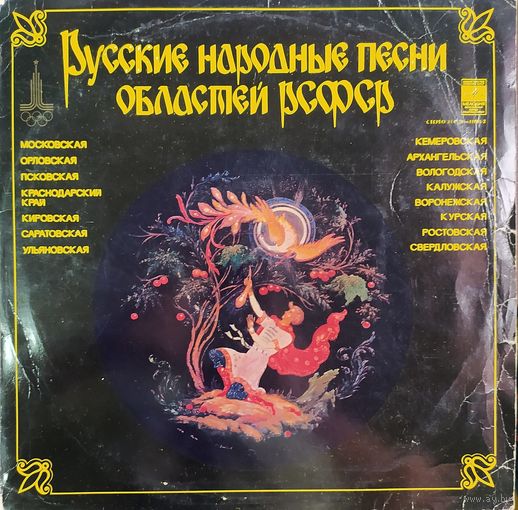 Русские народные песни
областей РСФСР
МОСКОВСКАЯ
ОРЛОВСКАЯ
ПСКОВСКАЯ
КРАСНОДАРСКИЙ
КРАЙ
КИРОВСКАЯ
САРАТОВСКАЯ
УЛЬЯНОВСКАЯ
КЕМЕРОВСКАЯ
АРХАНГЕЛЬСКАЯ
ВОЛОГОДСКАЯ
КАЛУЖСКАЯ
ВОРОНЕЖСКАЯ
КУРСКАЯ
РОСТОВСКАЯ
СВЕРДЛОВСКАЯ